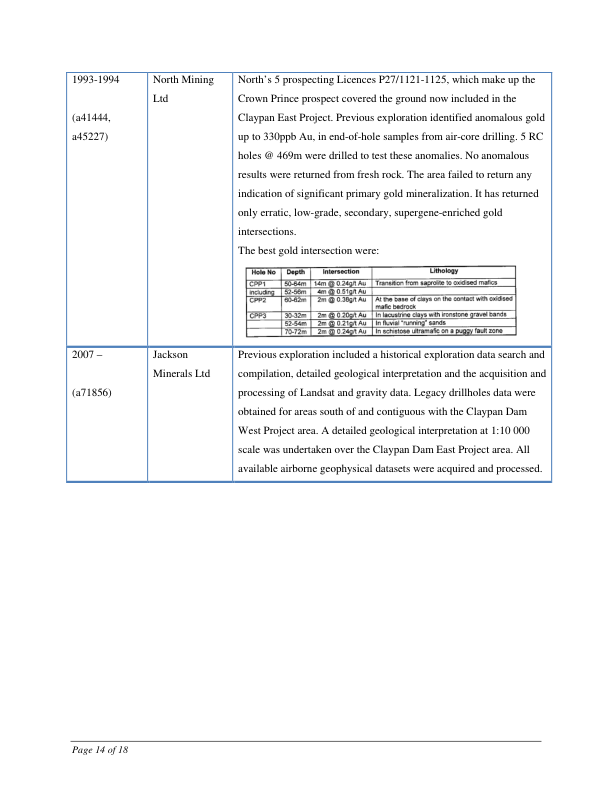 1993-1994
(a41444,
a45227)
North Mining
Ltd
North's 5 prospecting Licences P27/1121-1125, which make up the
Crown Prince prospect covered the ground now included in the
Claypan East Project. Previous exploration identified anomalous gold
up to 330ppb Au, in end-of-hole samples from air-core drilling. 5 RC
holes @ 469m were drilled to test these anomalies. No anomalous
results were returned from fresh rock. The area failed to return any
indication of significant primary gold mineralization. It has returned
only erratic, low-grade, secondary, supergene-enriched gold
intersections.
The best gold intersection were:
Hole No Depth Intersection Lithology
CPP1 50-64m 14m @ 0.24g/t Au Transition from saprolite to oxidised mafics
including 52-56m 4m @ 0.51g/t Au
CPP2 60-62m 2m @ 0.38g/t Au At the base of clays on the contact with oxidised
mafic bedrock
CPP3 30-32m 2m @ 0.20g/t Au In lacustrine clays with ironstone gravel bands
52-54m 2m @ 0.21g/t Au In fluvial "running" sands
70-72m 2m @ 0.24g/t Au In schistose ultramafic on a puggy fault zone
2007 –
(a71856)
Jackson
Minerals Ltd
Previous exploration included a historical exploration data search and
compilation, detailed geological interpretation and the acquisition and
processing of Landsat and gravity data. Legacy drillholes data were
obtained for areas south of and contiguous with the Claypan Dam
West Project area. A detailed geological interpretation at 1:10 000
scale was undertaken over the Claypan Dam East Project area. All
available airborne geophysical datasets were acquired and processed.
Page 14 of 18